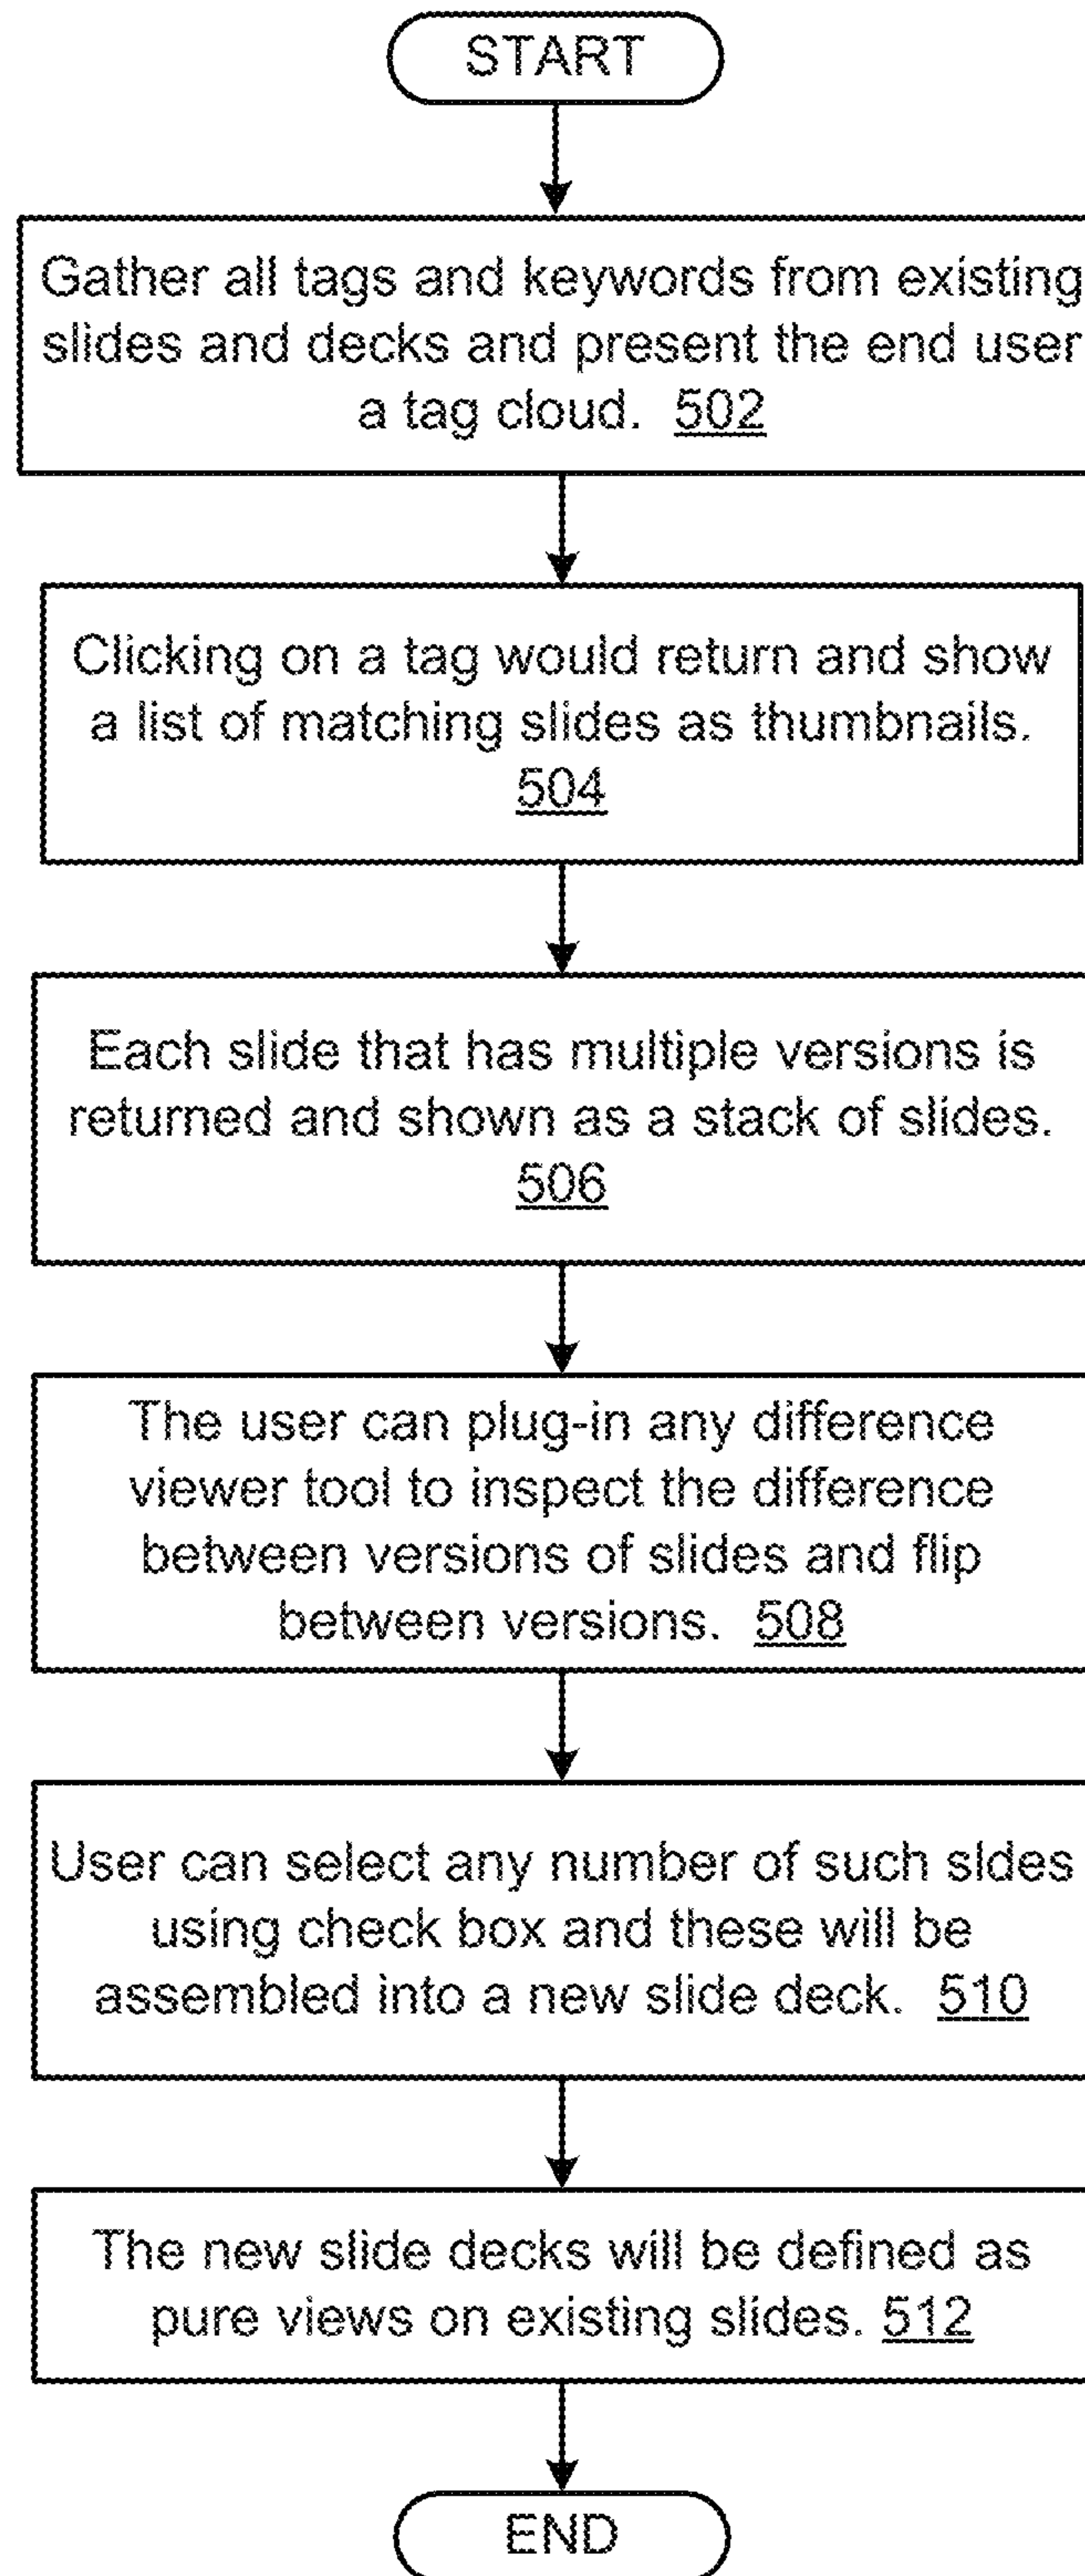 START
Gather all tags and keywords from existing
slides and decks and present the end user
a tag cloud. 502
Clicking on a tag would return and show
a list of matching slides as thumbnails.
504
Each slide that has multiple versions is
returned and shown as a stack of slides.
506
The user can plug-in any difference
viewer tool to inspect the difference
between versions of slides and flip
between versions. 508
User can select any number of such sldes
using check box and these will be
assembled into a new slide deck. 510
The new slide decks will be defined as
pure views on existing slides. 512
END